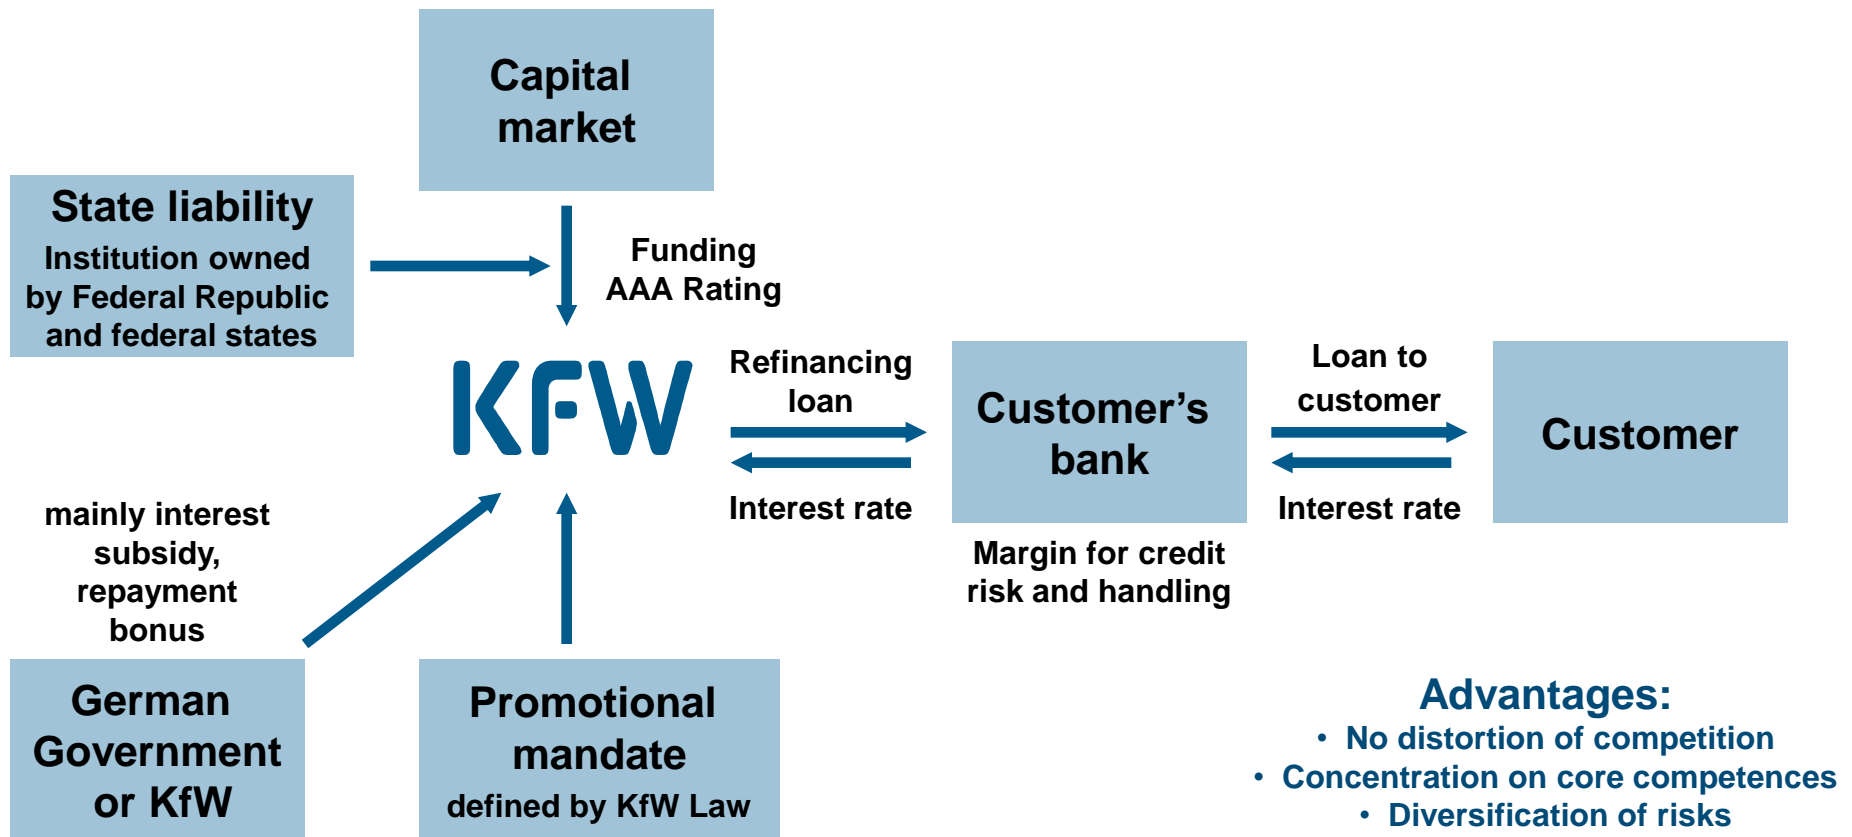 Capital
market
State liability
Institution owned
by Federal Republic
and federal states
Funding
AAA Rating
KFW
Refinancing
loan
Interest rate
Customer's
bank
Margin for credit
risk and handling
Loan to
customer
Interest rate
Customer
mainly interest
subsidy,
repayment
bonus
German
Government
or KfW
Promotional
mandate
defined by KfW Law
Advantages:
• No distortion of competition
• Concentration on core competences
• Diversification of risks